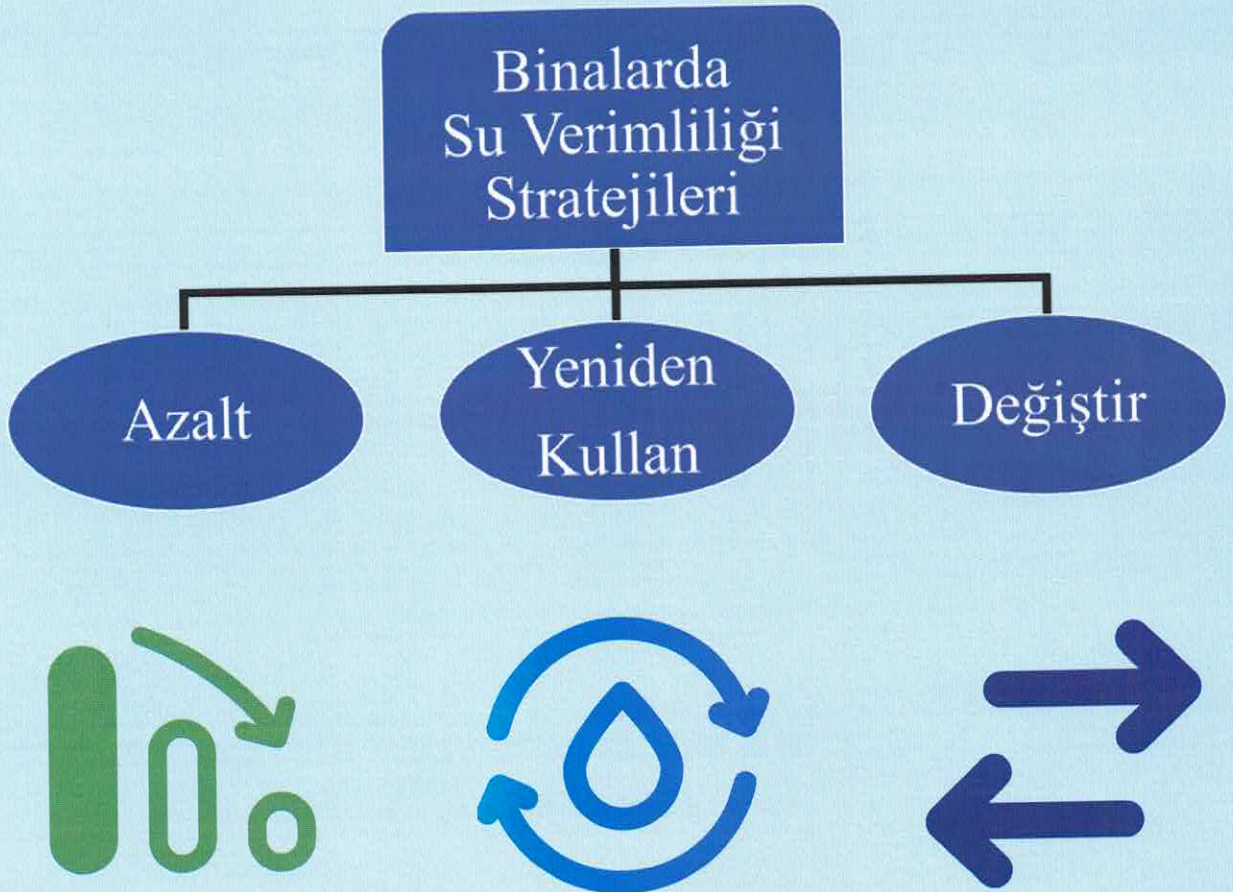 Binalarda
Su Verimliliği
Stratejileri
Azalt
Yeniden
Kullan
Değiştir